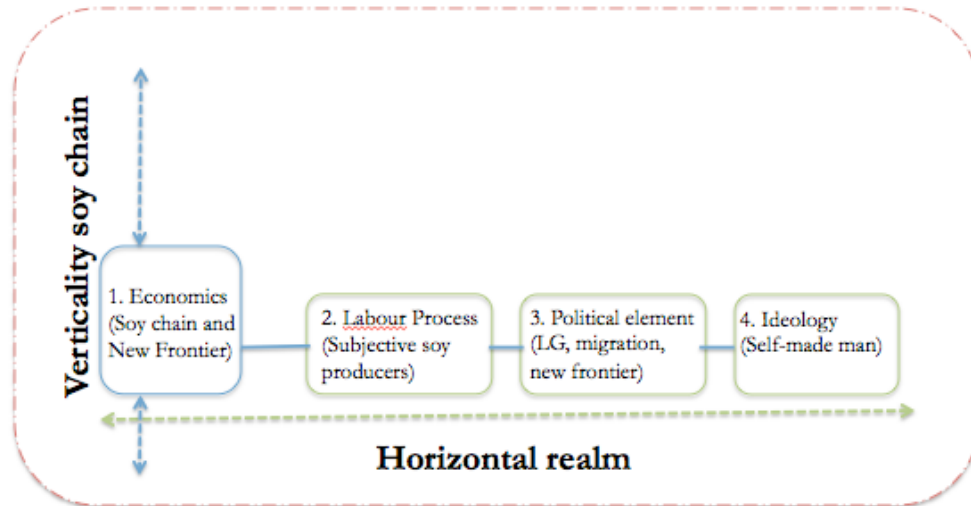 Verticality soy chain
1. Economics
(Soy chain and
New Frontier)
2. Labour Process
(Subjective soy
producers)
3. Political element
(LG, migration,
new frontier)
4. Ideology
(Self-made man)
Horizontal realm